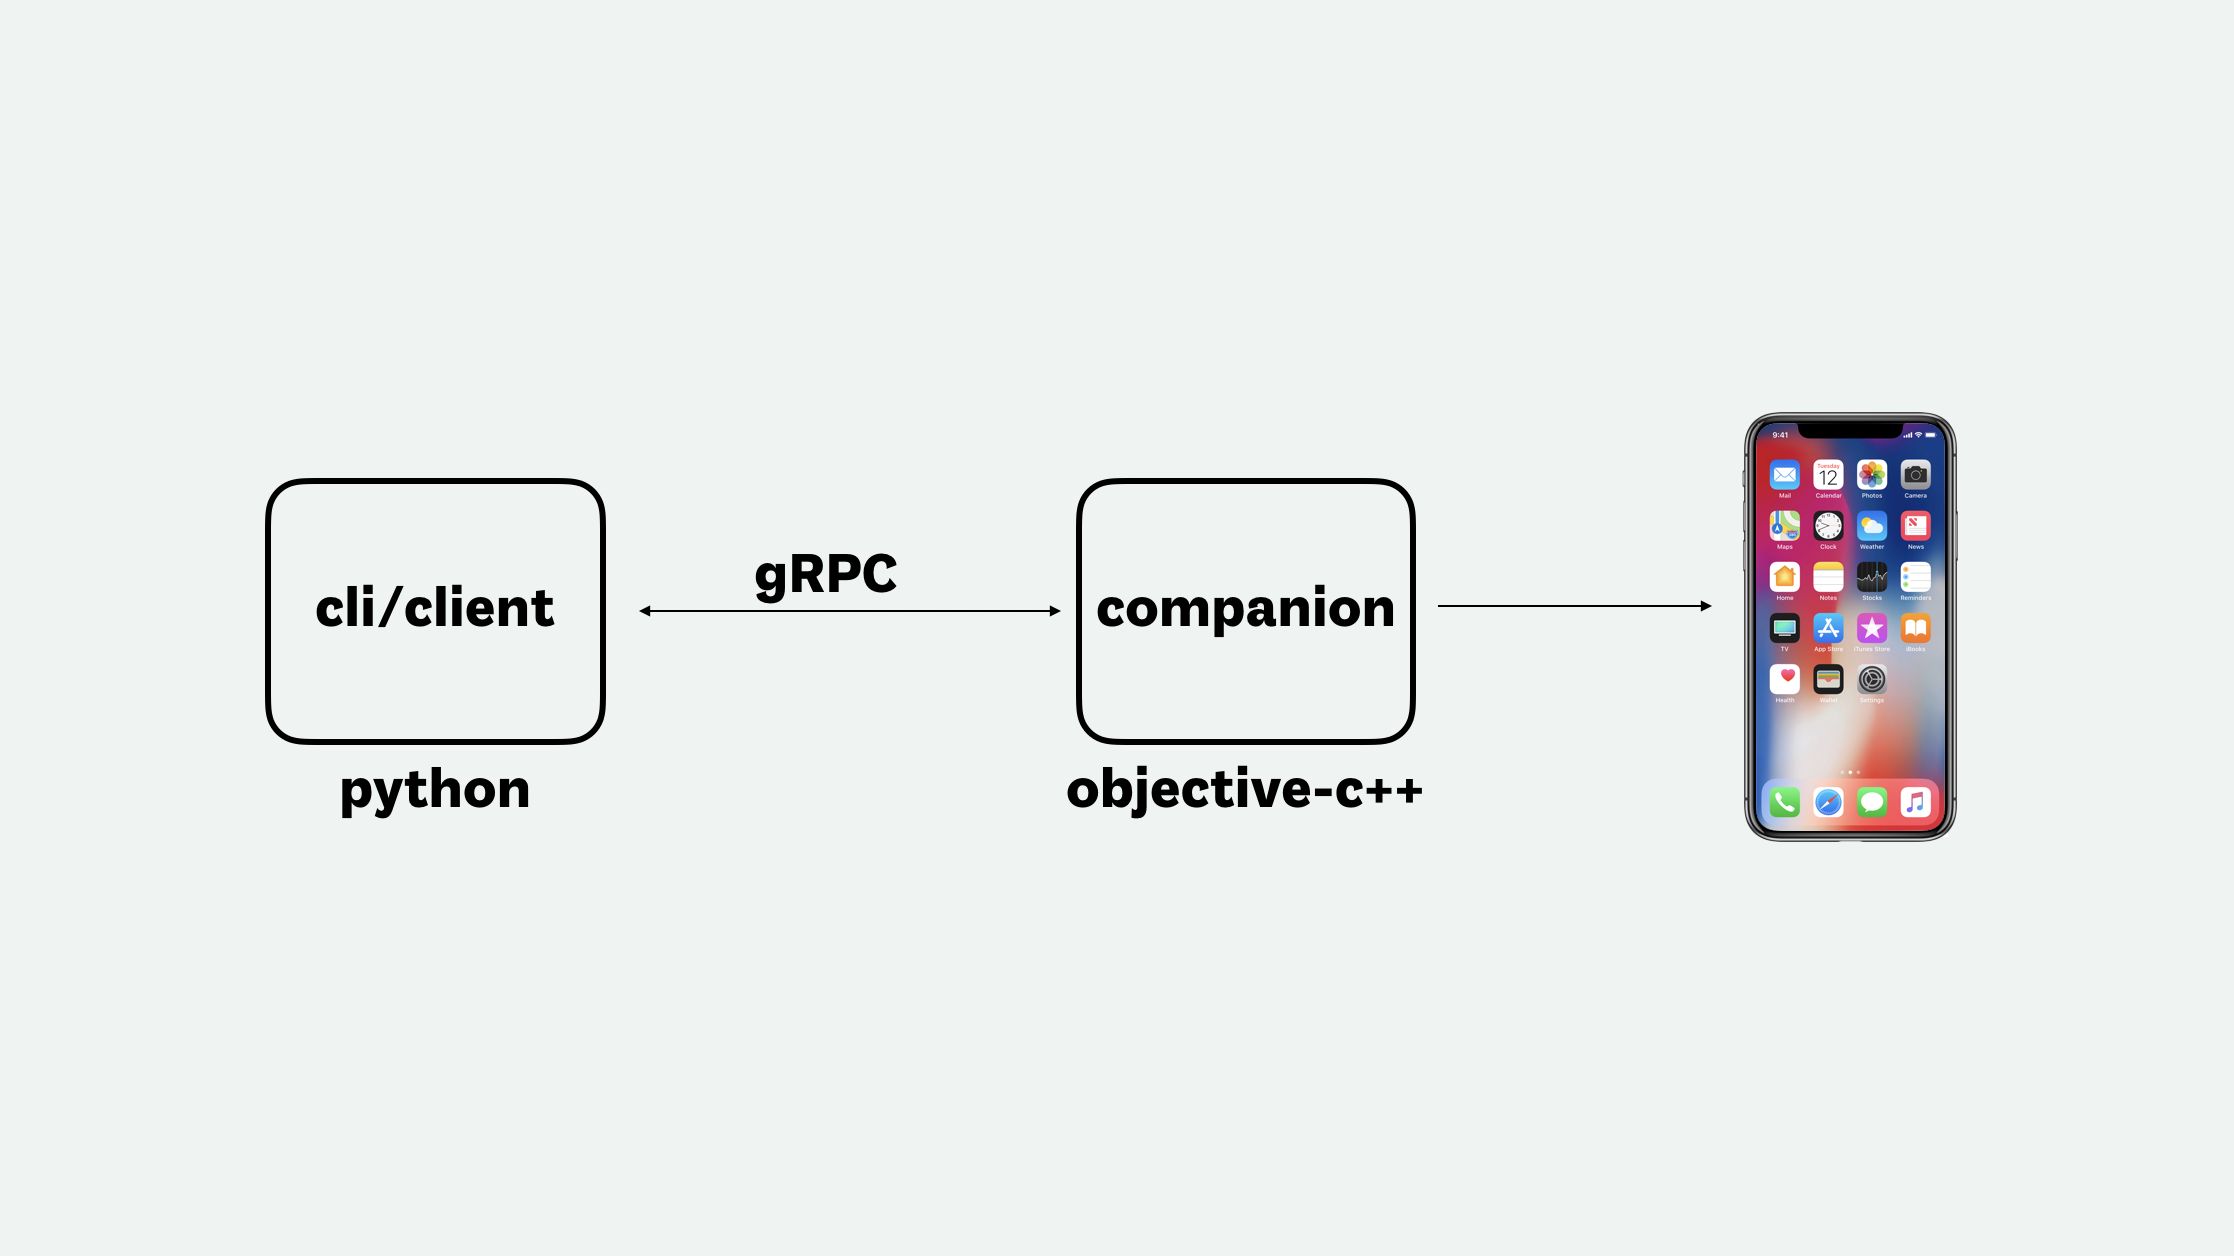 cli/client
python
gRPC
companion
objective-c++
9:41
Tuesday
12
Mail Calendar Photos Camera
Maps Clock Weather News
Home Notes Stocks Reminders
TV App Store iTunes Store iBooks
Health Wallet Settings